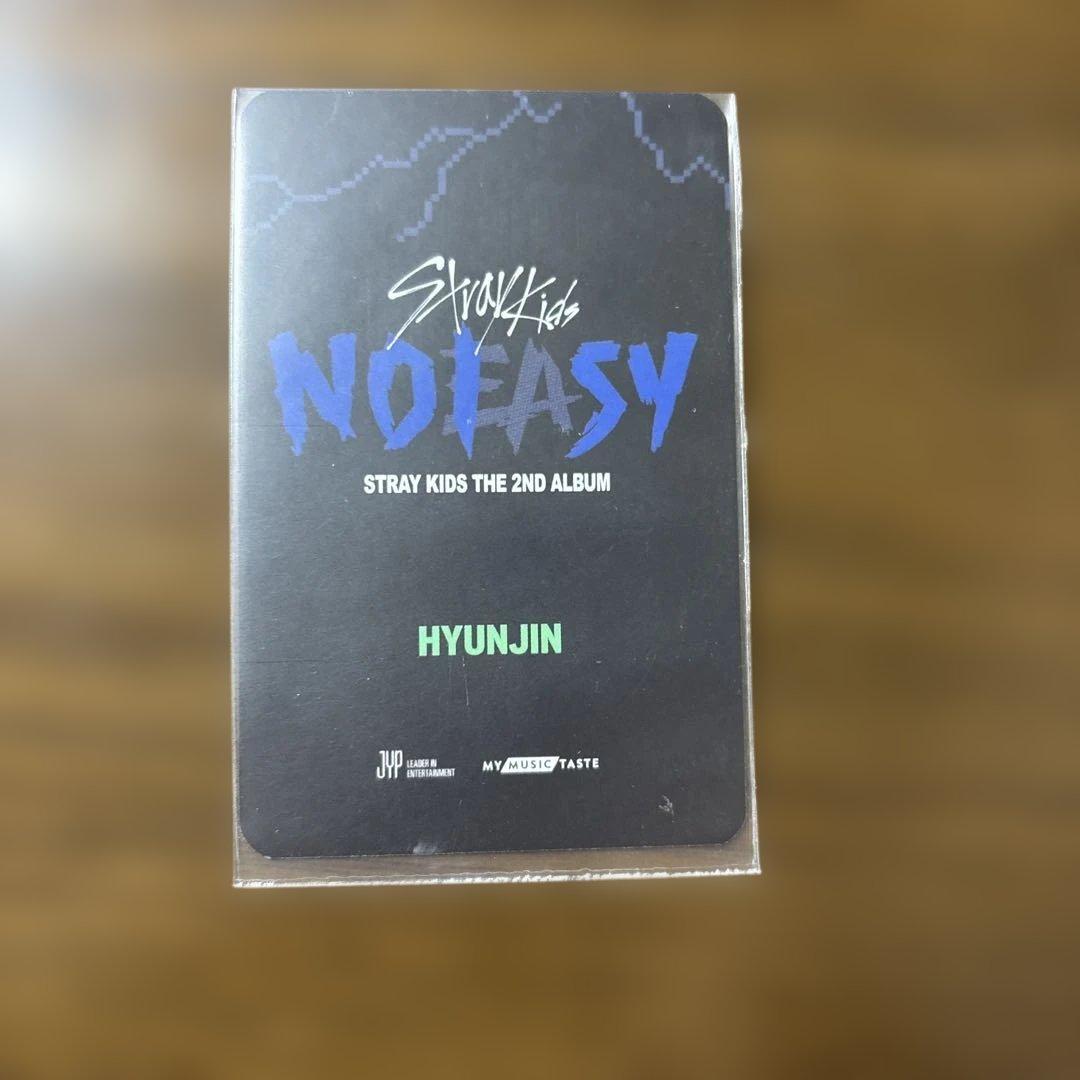 Stray Kids
NOEASY
STRAY KIDS THE 2ND ALBUM
HYUNJIN
JYP LEADER IN
ENTERTAINMENT
MY MUSIC TASTE